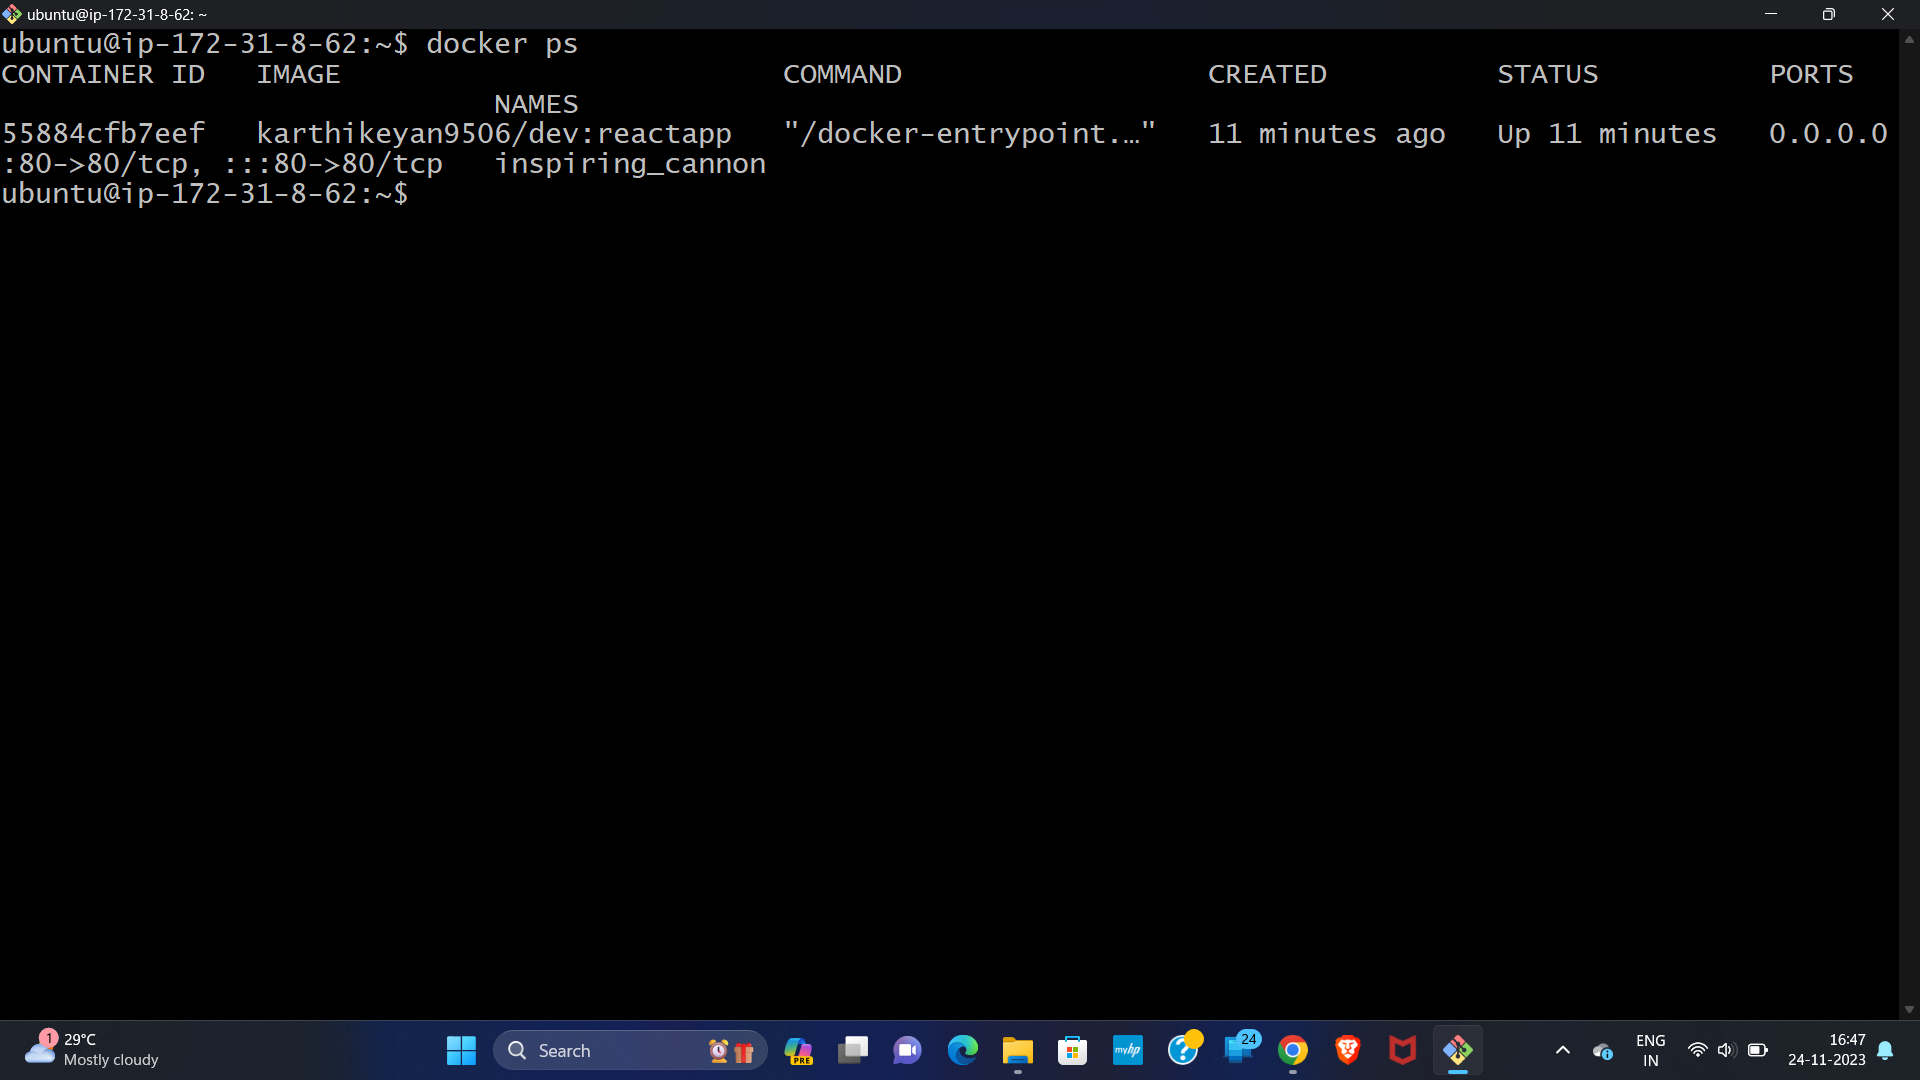 ubuntu@ip-172-31-8-62: ~
ubuntu@ip-172-31-8-62:~$ docker ps
CONTAINER ID   IMAGE                          COMMAND                  CREATED          STATUS          PORTS
NAMES
55884cfb7eef   karthikeyan9506/dev:reactapp   "/docker-entrypoint.…"   11 minutes ago   Up 11 minutes   0.0.0.0
:80->80/tcp, :::80->80/tcp   inspiring_cannon
ubuntu@ip-172-31-8-62:~$
1
29°C
Mostly cloudy
Search
PRE
myhp
24
ENG
IN
16:47
24-11-2023